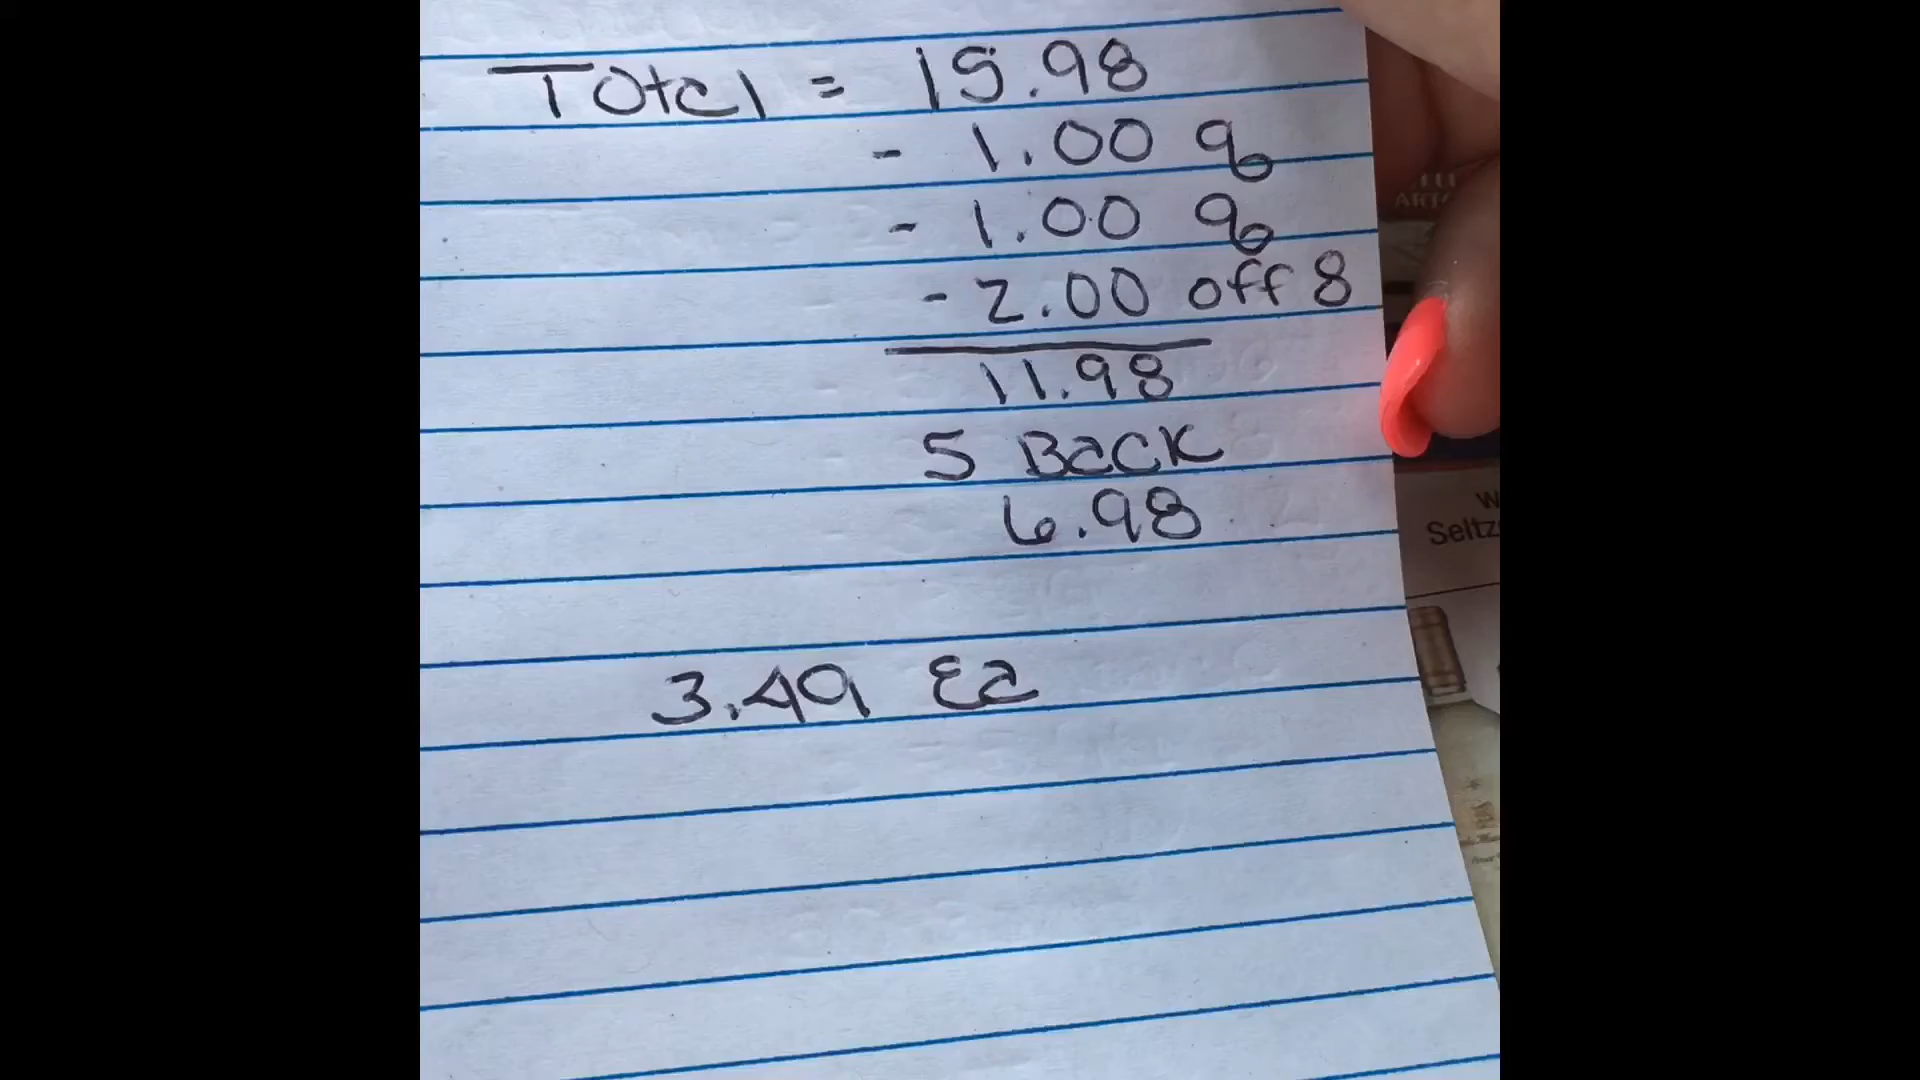 Total = 15.98
- 1.00 q
- 1.00 q
- 2.00 off 8
11.98
5 Back
6.98
3.49 Ea
Seltz